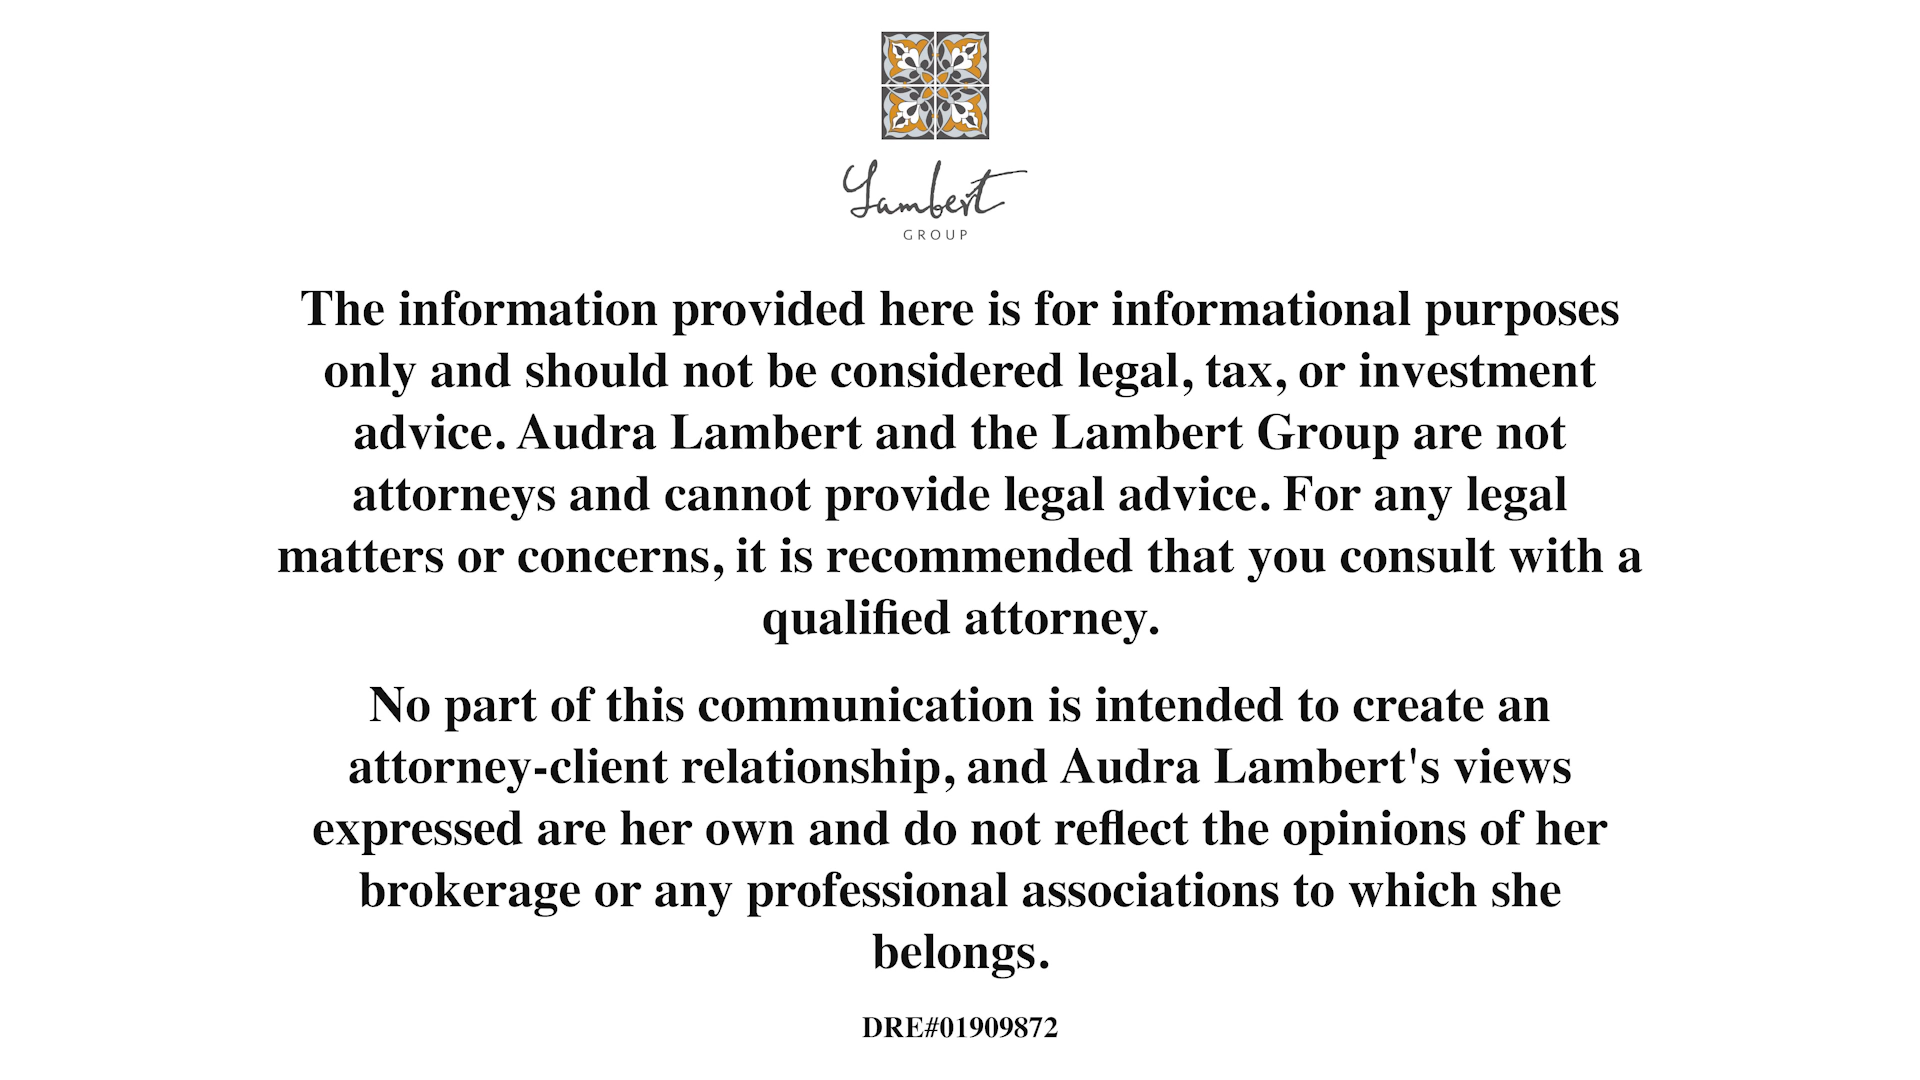 Lambert
GROUP
The information provided here is for informational purposes
only and should not be considered legal, tax, or investment
advice. Audra Lambert and the Lambert Group are not
attorneys and cannot provide legal advice. For any legal
matters or concerns, it is recommended that you consult with a
qualified attorney.
No part of this communication is intended to create an
attorney-client relationship, and Audra Lambert's views
expressed are her own and do not reflect the opinions of her
brokerage or any professional associations to which she
belongs.
DRE#01909872